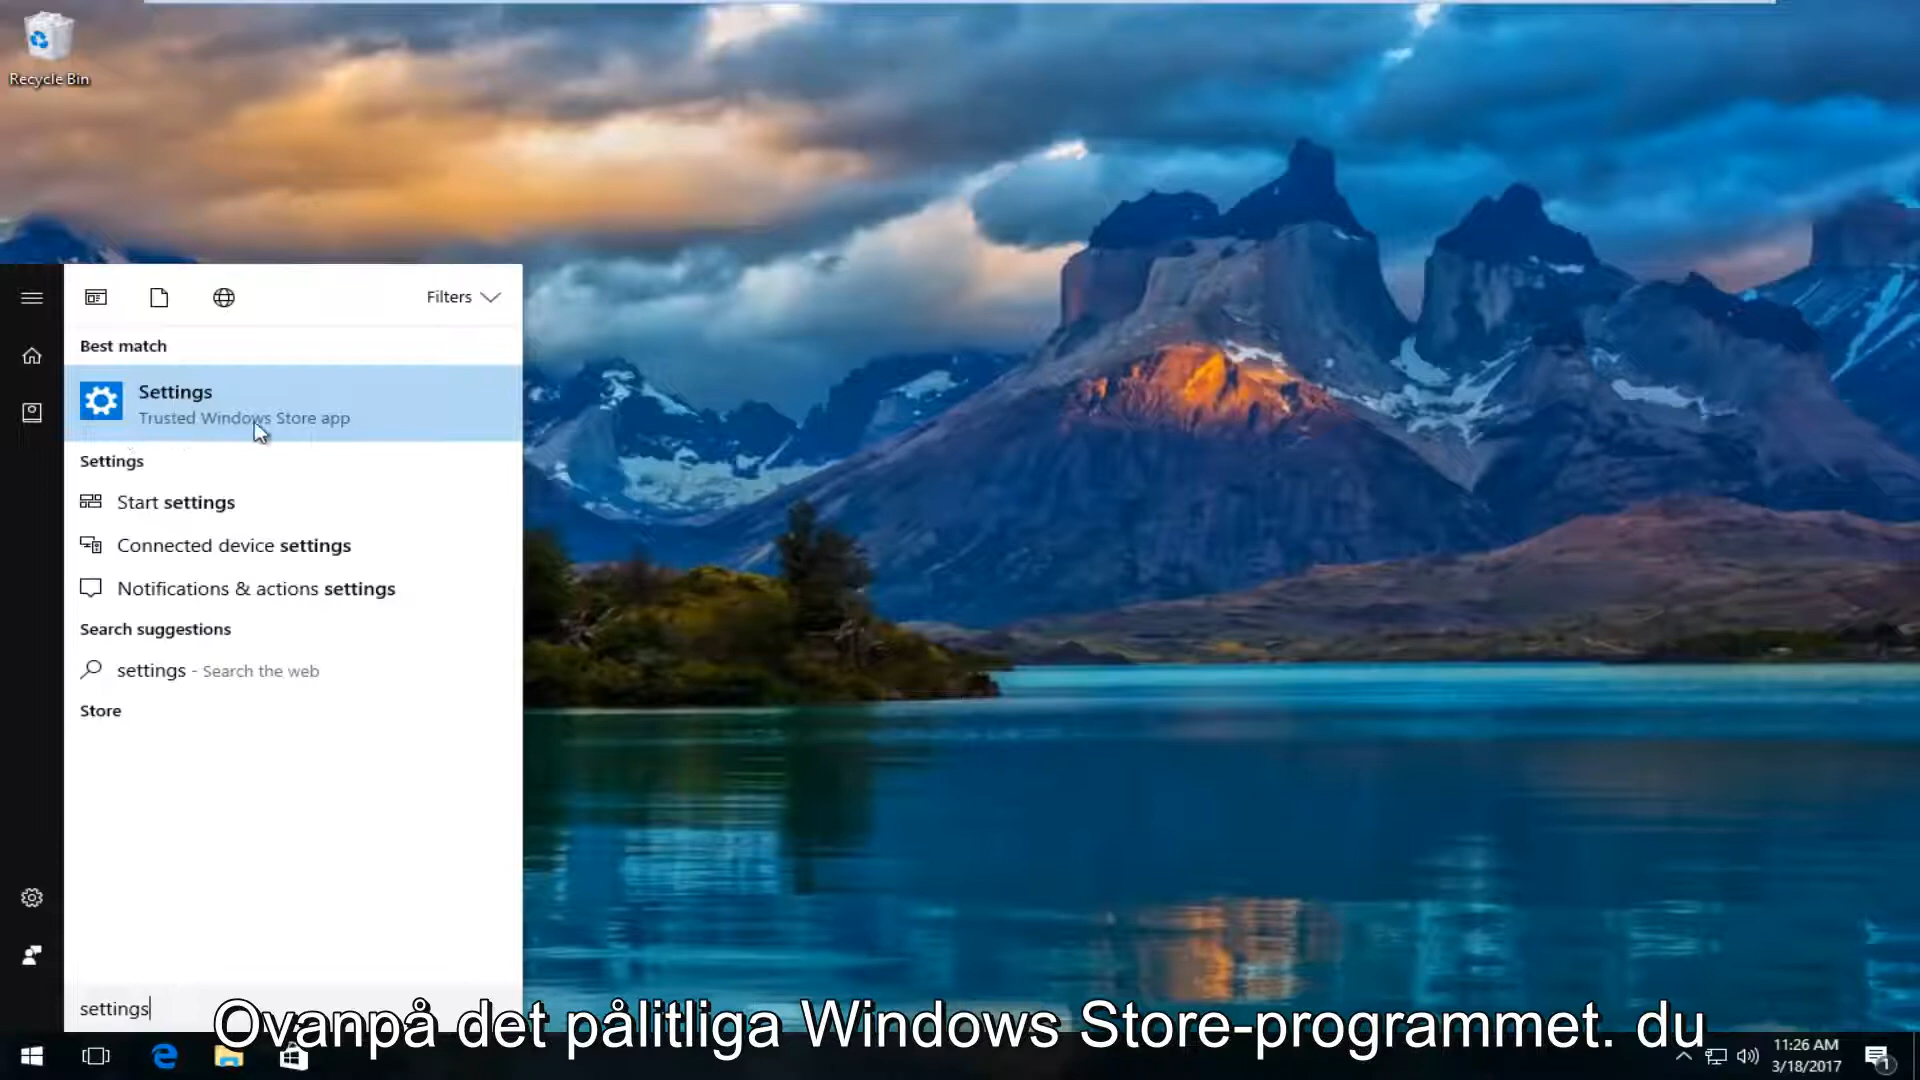 Recycle Bin
Filters
Best match
Settings
Trusted Windows Store app
Settings
Start settings
Connected device settings
Notifications & actions settings
Search suggestions
settings - Search the web
Store
settings
Ovanpå det pålitliga Windows Store-programmet. du
11:26 AM
3/18/2017
1